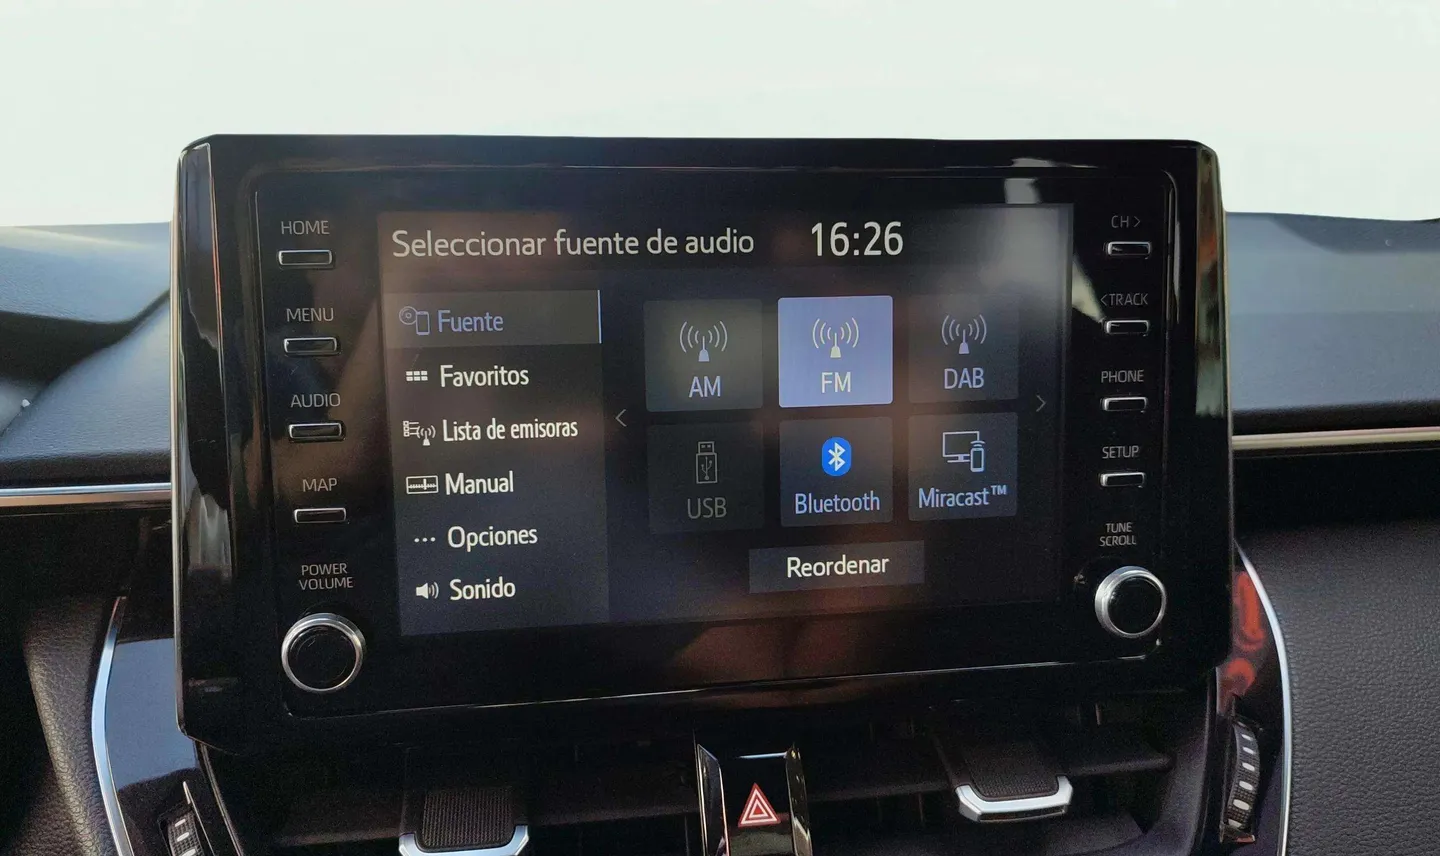 HOME
MENU
AUDIO
MAP
POWER
VOLUME
Seleccionar fuente de audio 16:26
Fuente
Favoritos
Lista de emisoras
Manual
Opciones
Sonido
AM FM DAB
USB Bluetooth Miracast™
Reordenar
CH >
< TRACK
PHONE
SETUP
TUNE
SCROLL